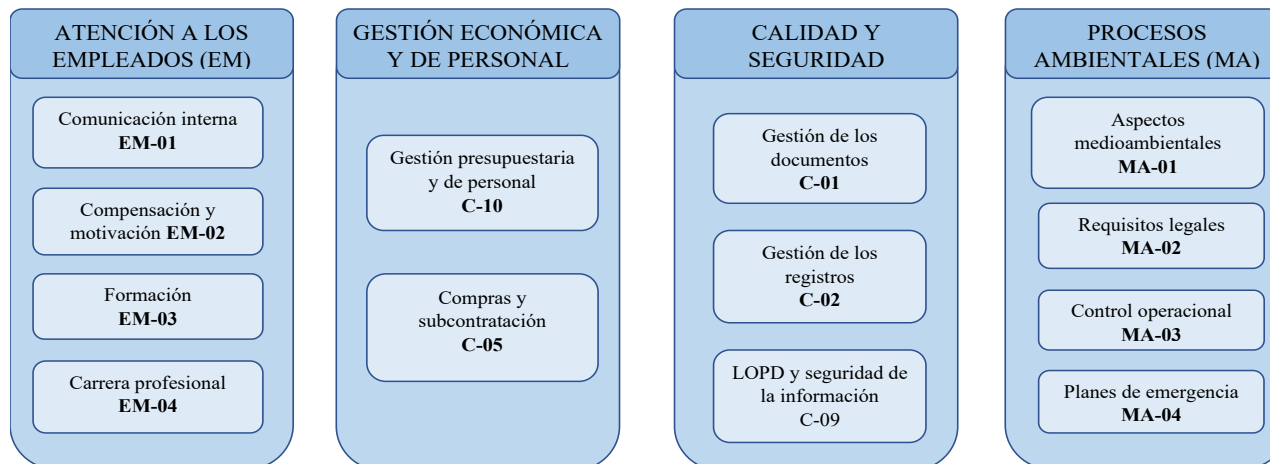 ATENCIÓN A LOS
EMPLEADOS (EM)
Comunicación interna
EM-01
Compensación y
motivación EM-02
Formación
EM-03
Carrera profesional
EM-04
GESTIÓN ECONÓMICA
Y DE PERSONAL
Gestión presupuestaria
y de personal
C-10
Compras y
subcontratación
C-05
CALIDAD Y
SEGURIDAD
Gestión de los
documentos
C-01
Gestión de los
registros
C-02
LOPD y seguridad de
la información
C-09
PROCESOS
AMBIENTALES (MA)
Aspectos
medioambientales
MA-01
Requisitos legales
MA-02
Control operacional
MA-03
Planes de emergencia
MA-04